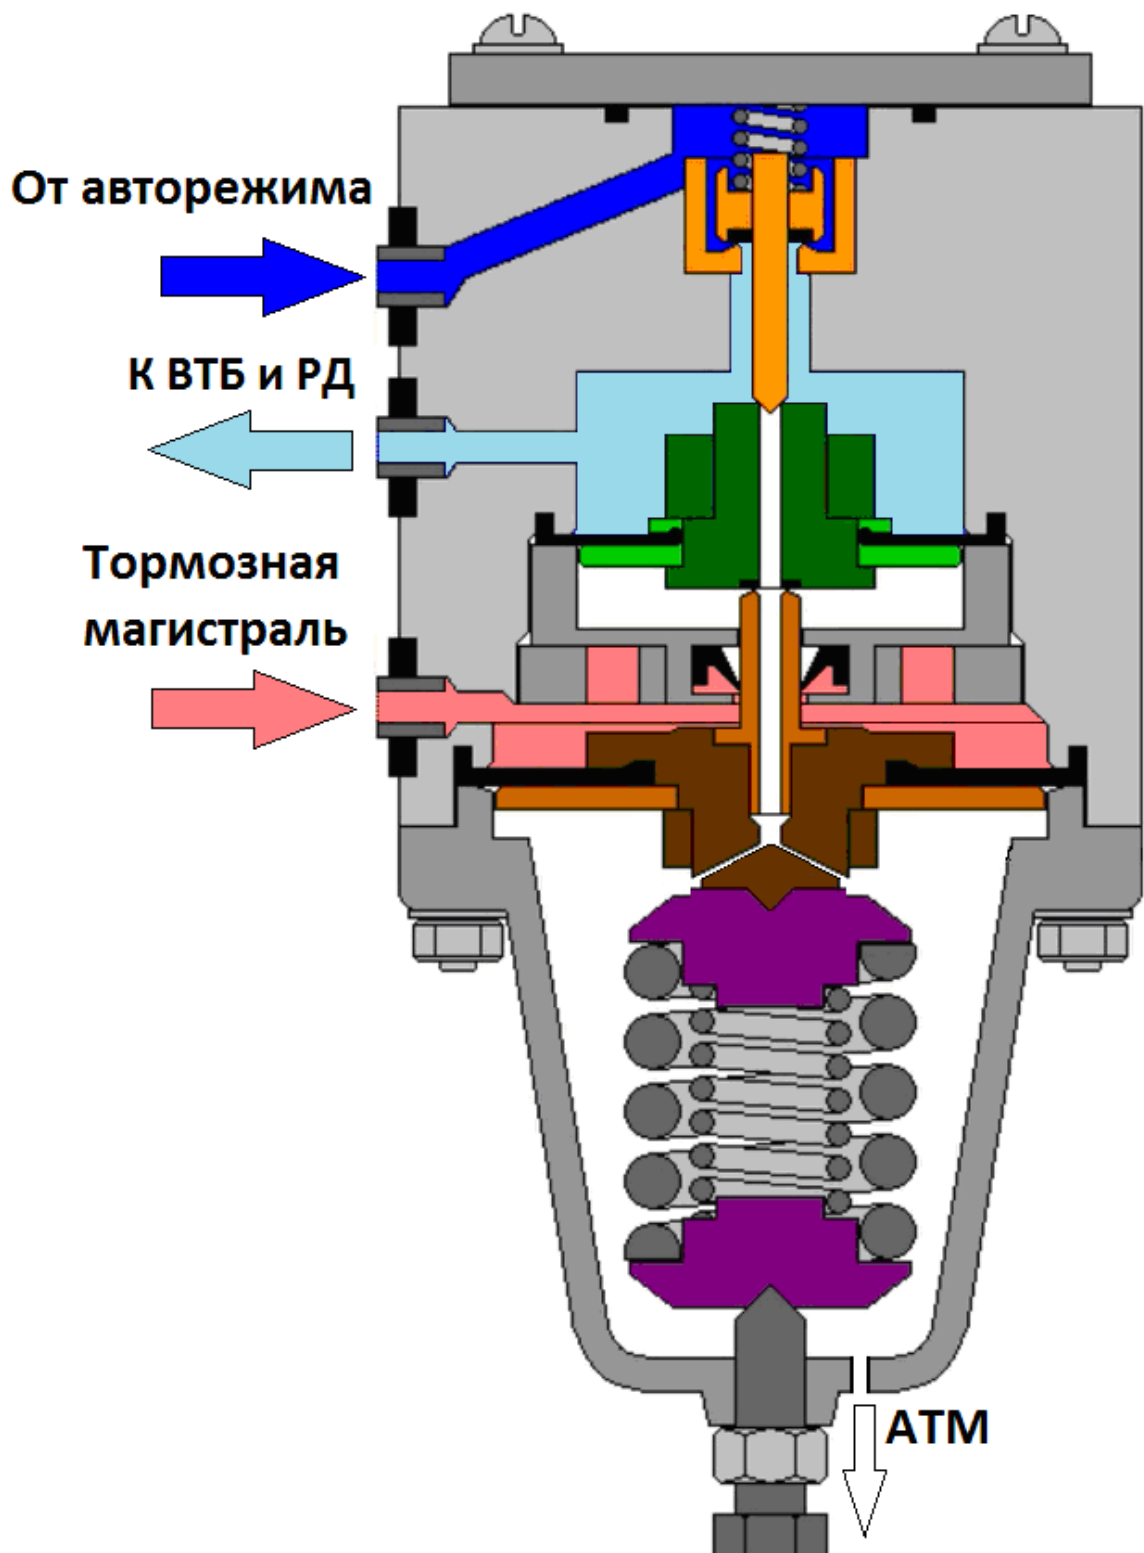 От авторежима
К ВТБ и РД
Тормозная
магистраль
АТМ